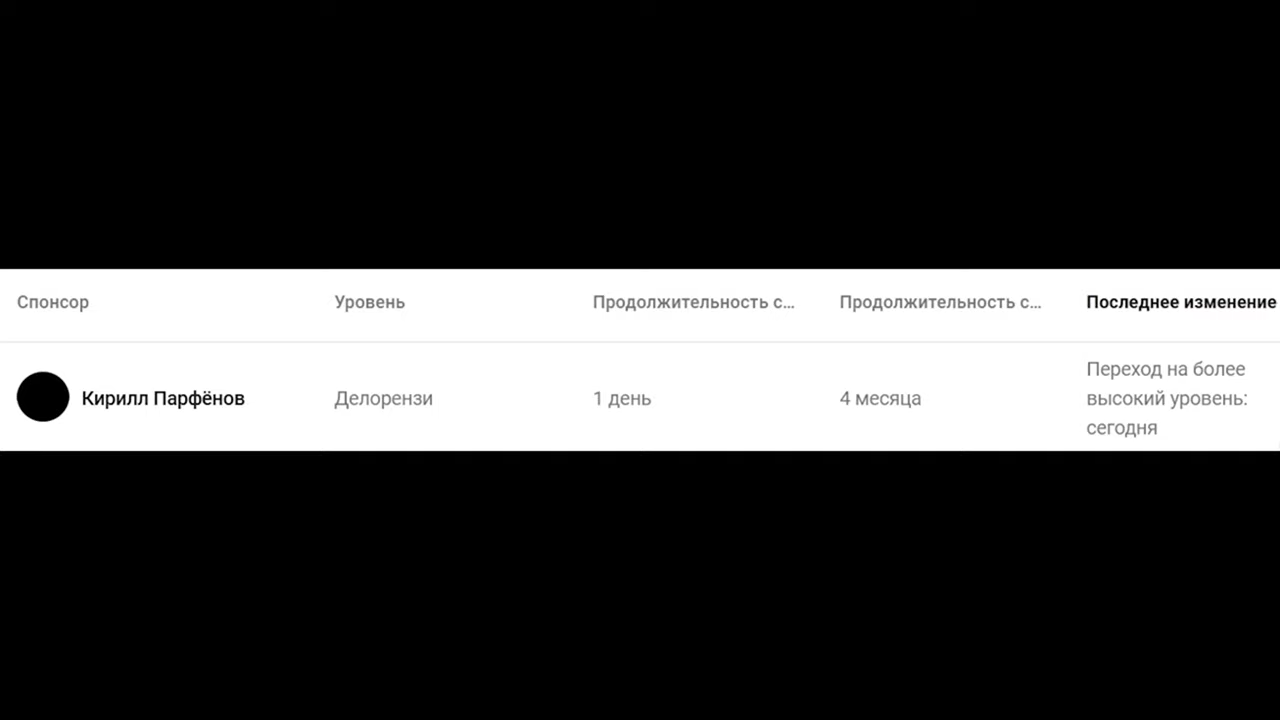 Спонсор Уровень Продолжительность с... Продолжительность с... Последнее изменение
Кирилл Парфёнов Делорензи 1 день 4 месяца Переход на более
высокий уровень:
сегодня